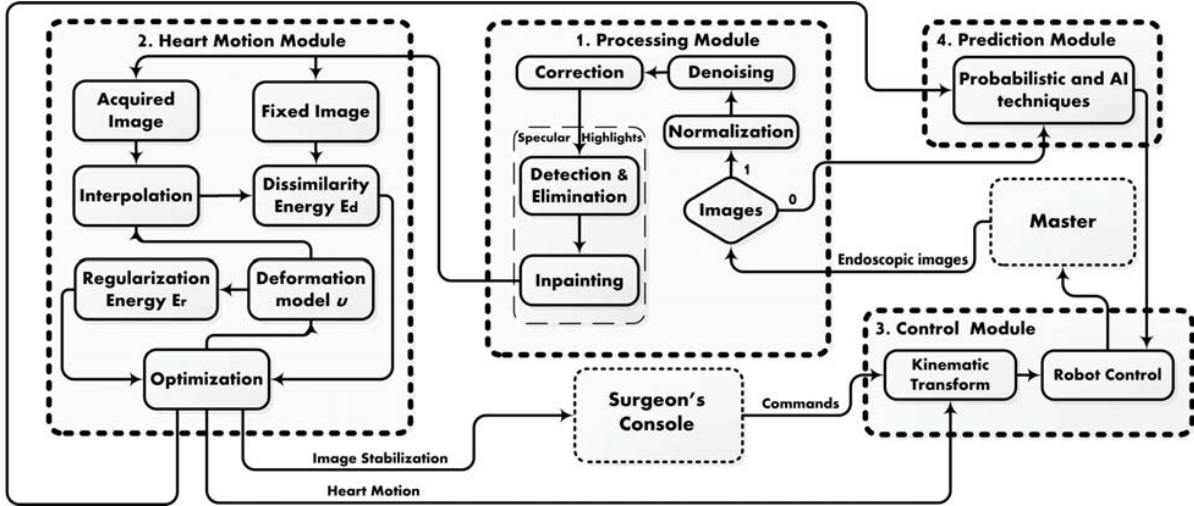 2. Heart Motion Module
Acquired
Image
Fixed Image
Interpolation
Dissimilarity
Energy Ed
Regularization
Energy Er
Deformation
model u
Optimization
1. Processing Module
Correction
Denoising
Specular Highlights
Normalization
Detection &
Elimination
1
Images
0
Inpainting
4. Prediction Module
Probabilistic and AI
techniques
Master
Endoscopic images
3. Control Module
Kinematic
Transform
Robot Control
Surgeon's
Console
Commands
Image Stabilization
Heart Motion